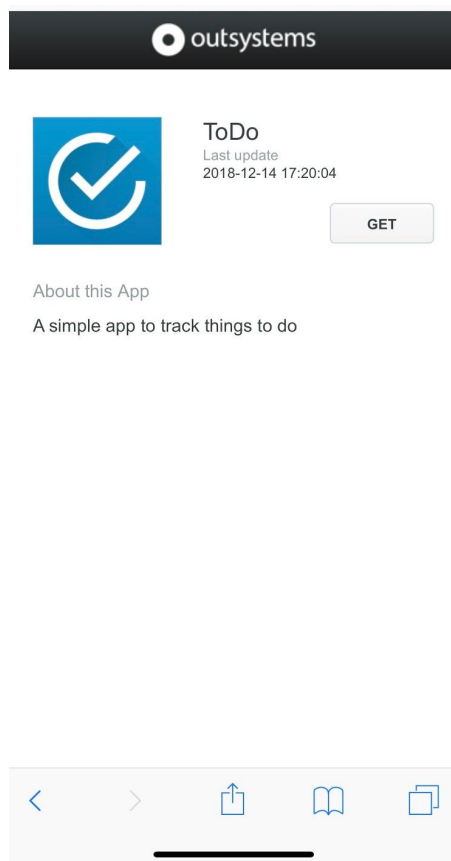 outsystems
ToDo
Last update
2018-12-14 17:20:04
GET
About this App
A simple app to track things to do